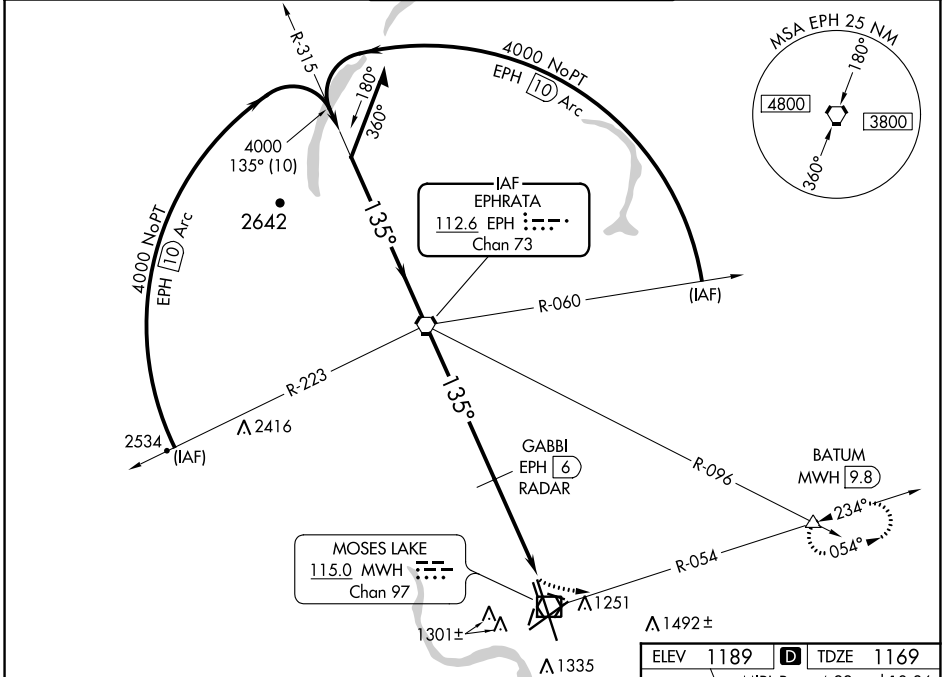 R-315
4000 NoPT
EPH 10 Arc
180°
360°
4000
135° (10)
2642
4000 NoPT
EPH 10 Arc
MSA EPH 25 NM
180°
4800
3800
360°
135°
IAF
EPHRATA
112.6 EPH
Chan 73
R-060
(IAF)
R-223
2534
(IAF)
2416
135°
GABBI
EPH 6
RADAR
R-096
BATUM
MWH 9.8
234°
054°
R-054
MOSES LAKE
115.0 MWH
Chan 97
1251
1301±
1492±
1335
ELEV 1189 D TDZE 1169